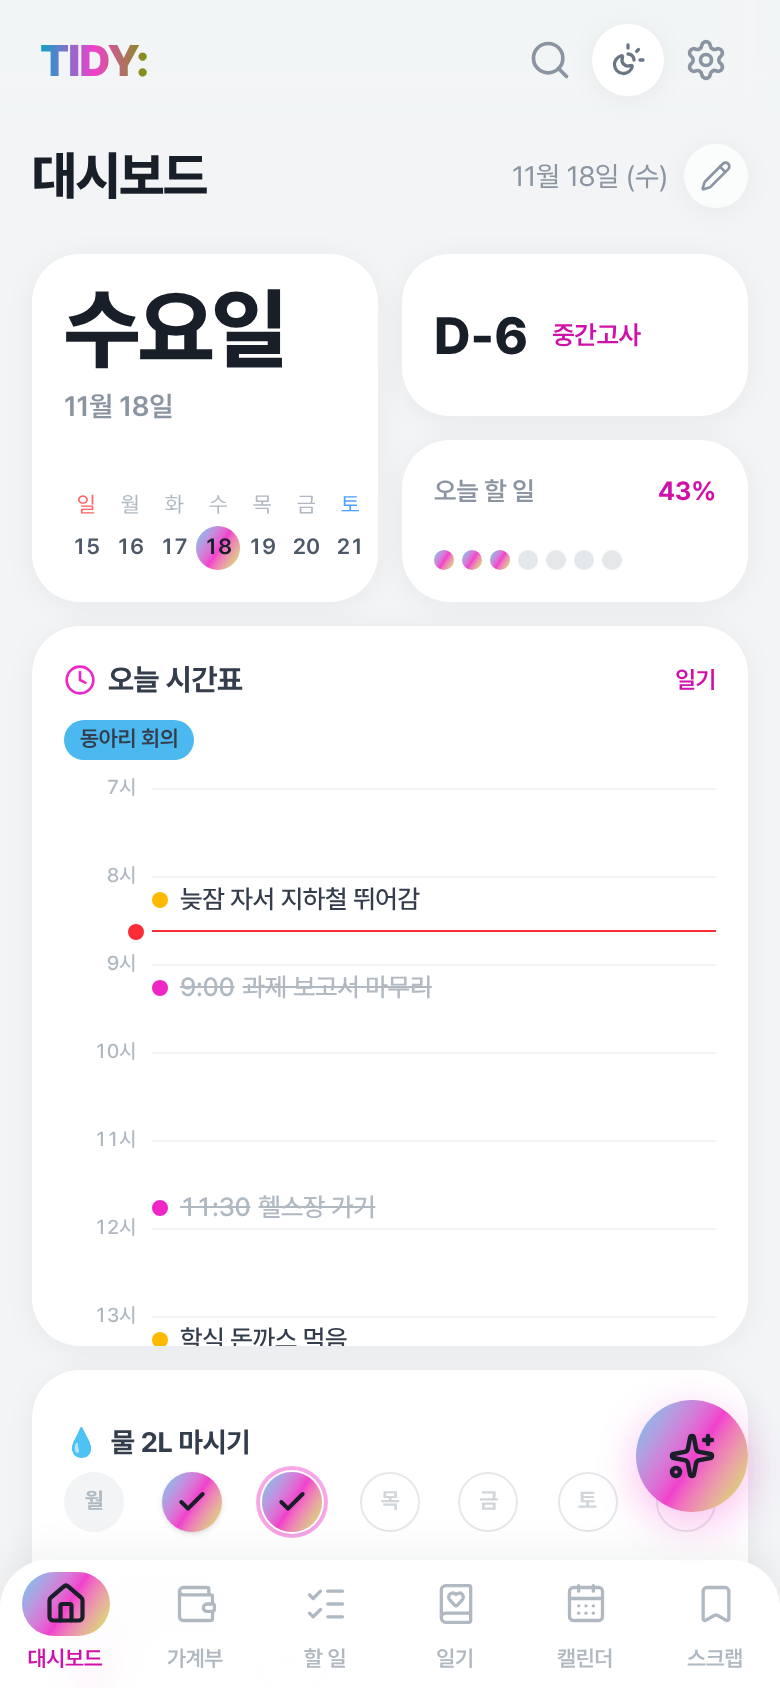 TIDY:
대시보드
11월 18일 (수)
수요일
11월 18일
일 월 화 수 목 금 토
15 16 17 18 19 20 21
D-6 중간고사
오늘 할 일 43%
오늘 시간표 일기
동아리 회의
7시
8시
늦잠 자서 지하철 뛰어감
9시
9:00 과제 보고서 마무리
10시
11시
11:30 헬스장 가기
12시
13시
학식 돈까스 먹음
물 2L 마시기
월 목 금 토
대시보드 가계부 할 일 일기 캘린더 스크랩